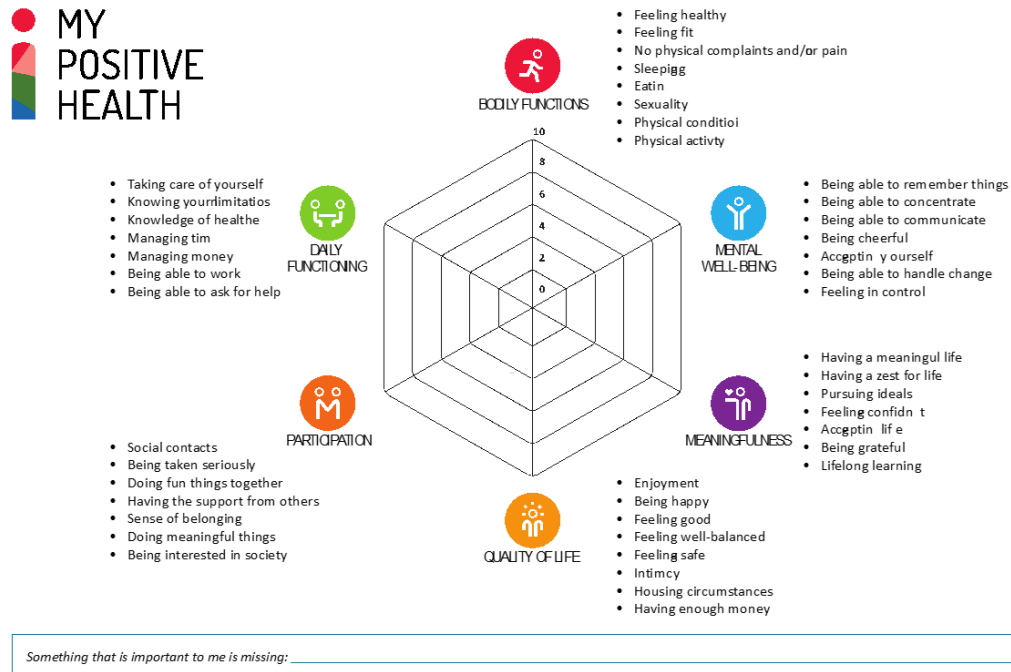 MY
POSITIVE
HEALTH
• Feeling healthy
• Feeling fit
• No physical complaints and/or pain
• Sleepigg
• Eatin
• Sexuality
• Physical conditioi
• Physical activty
BODILY FUNCTIONS
10
8
6
4
2
0
• Taking care of yourself
• Knowing yourrlimitatios
• Knowledge of healthe
• Managing tim
• Managing money
• Being able to work
• Being able to ask for help
DAILY
FUNCTIONING
MENTAL
WELL-BEING
• Being able to remember things
• Being able to concentrate
• Being able to communicate
• Being cheerful
• Accgptin y ourself
• Being able to handle change
• Feeling in control
PARTICIPATION
• Social contacts
• Being taken seriously
• Doing fun things together
• Having the support from others
• Sense of belonging
• Doing meaningful things
• Being interested in society
MEANINGFULNESS
• Having a meaningul life
• Having a zest for life
• Pursuing ideals
• Feeling confidn t
• Accgptin lif e
• Being grateful
• Lifelong learning
QUALITY OF LIFE
• Enjoyment
• Being happy
• Feeling good
• Feeling well-balanced
• Feeling safe
• Intimcy
• Housing circumstances
• Having enough money
Something that is important to me is missing: